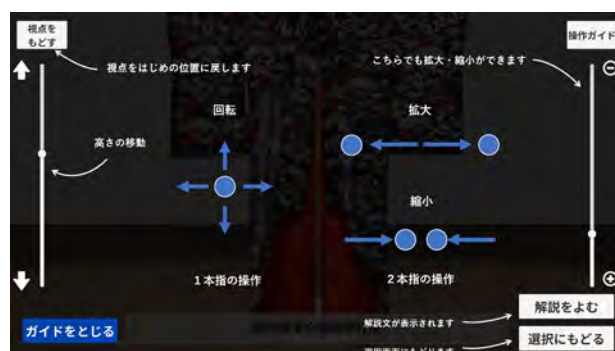 視点を
もどす
操作ガイド
視点をはじめの位置に戻します
こちらでも拡大・縮小ができます
回転
拡大
高さの移動
縮小
1本指の操作
2本指の操作
解説をよむ
解説文が表示されます
ガイドをとじる
選択にもどる